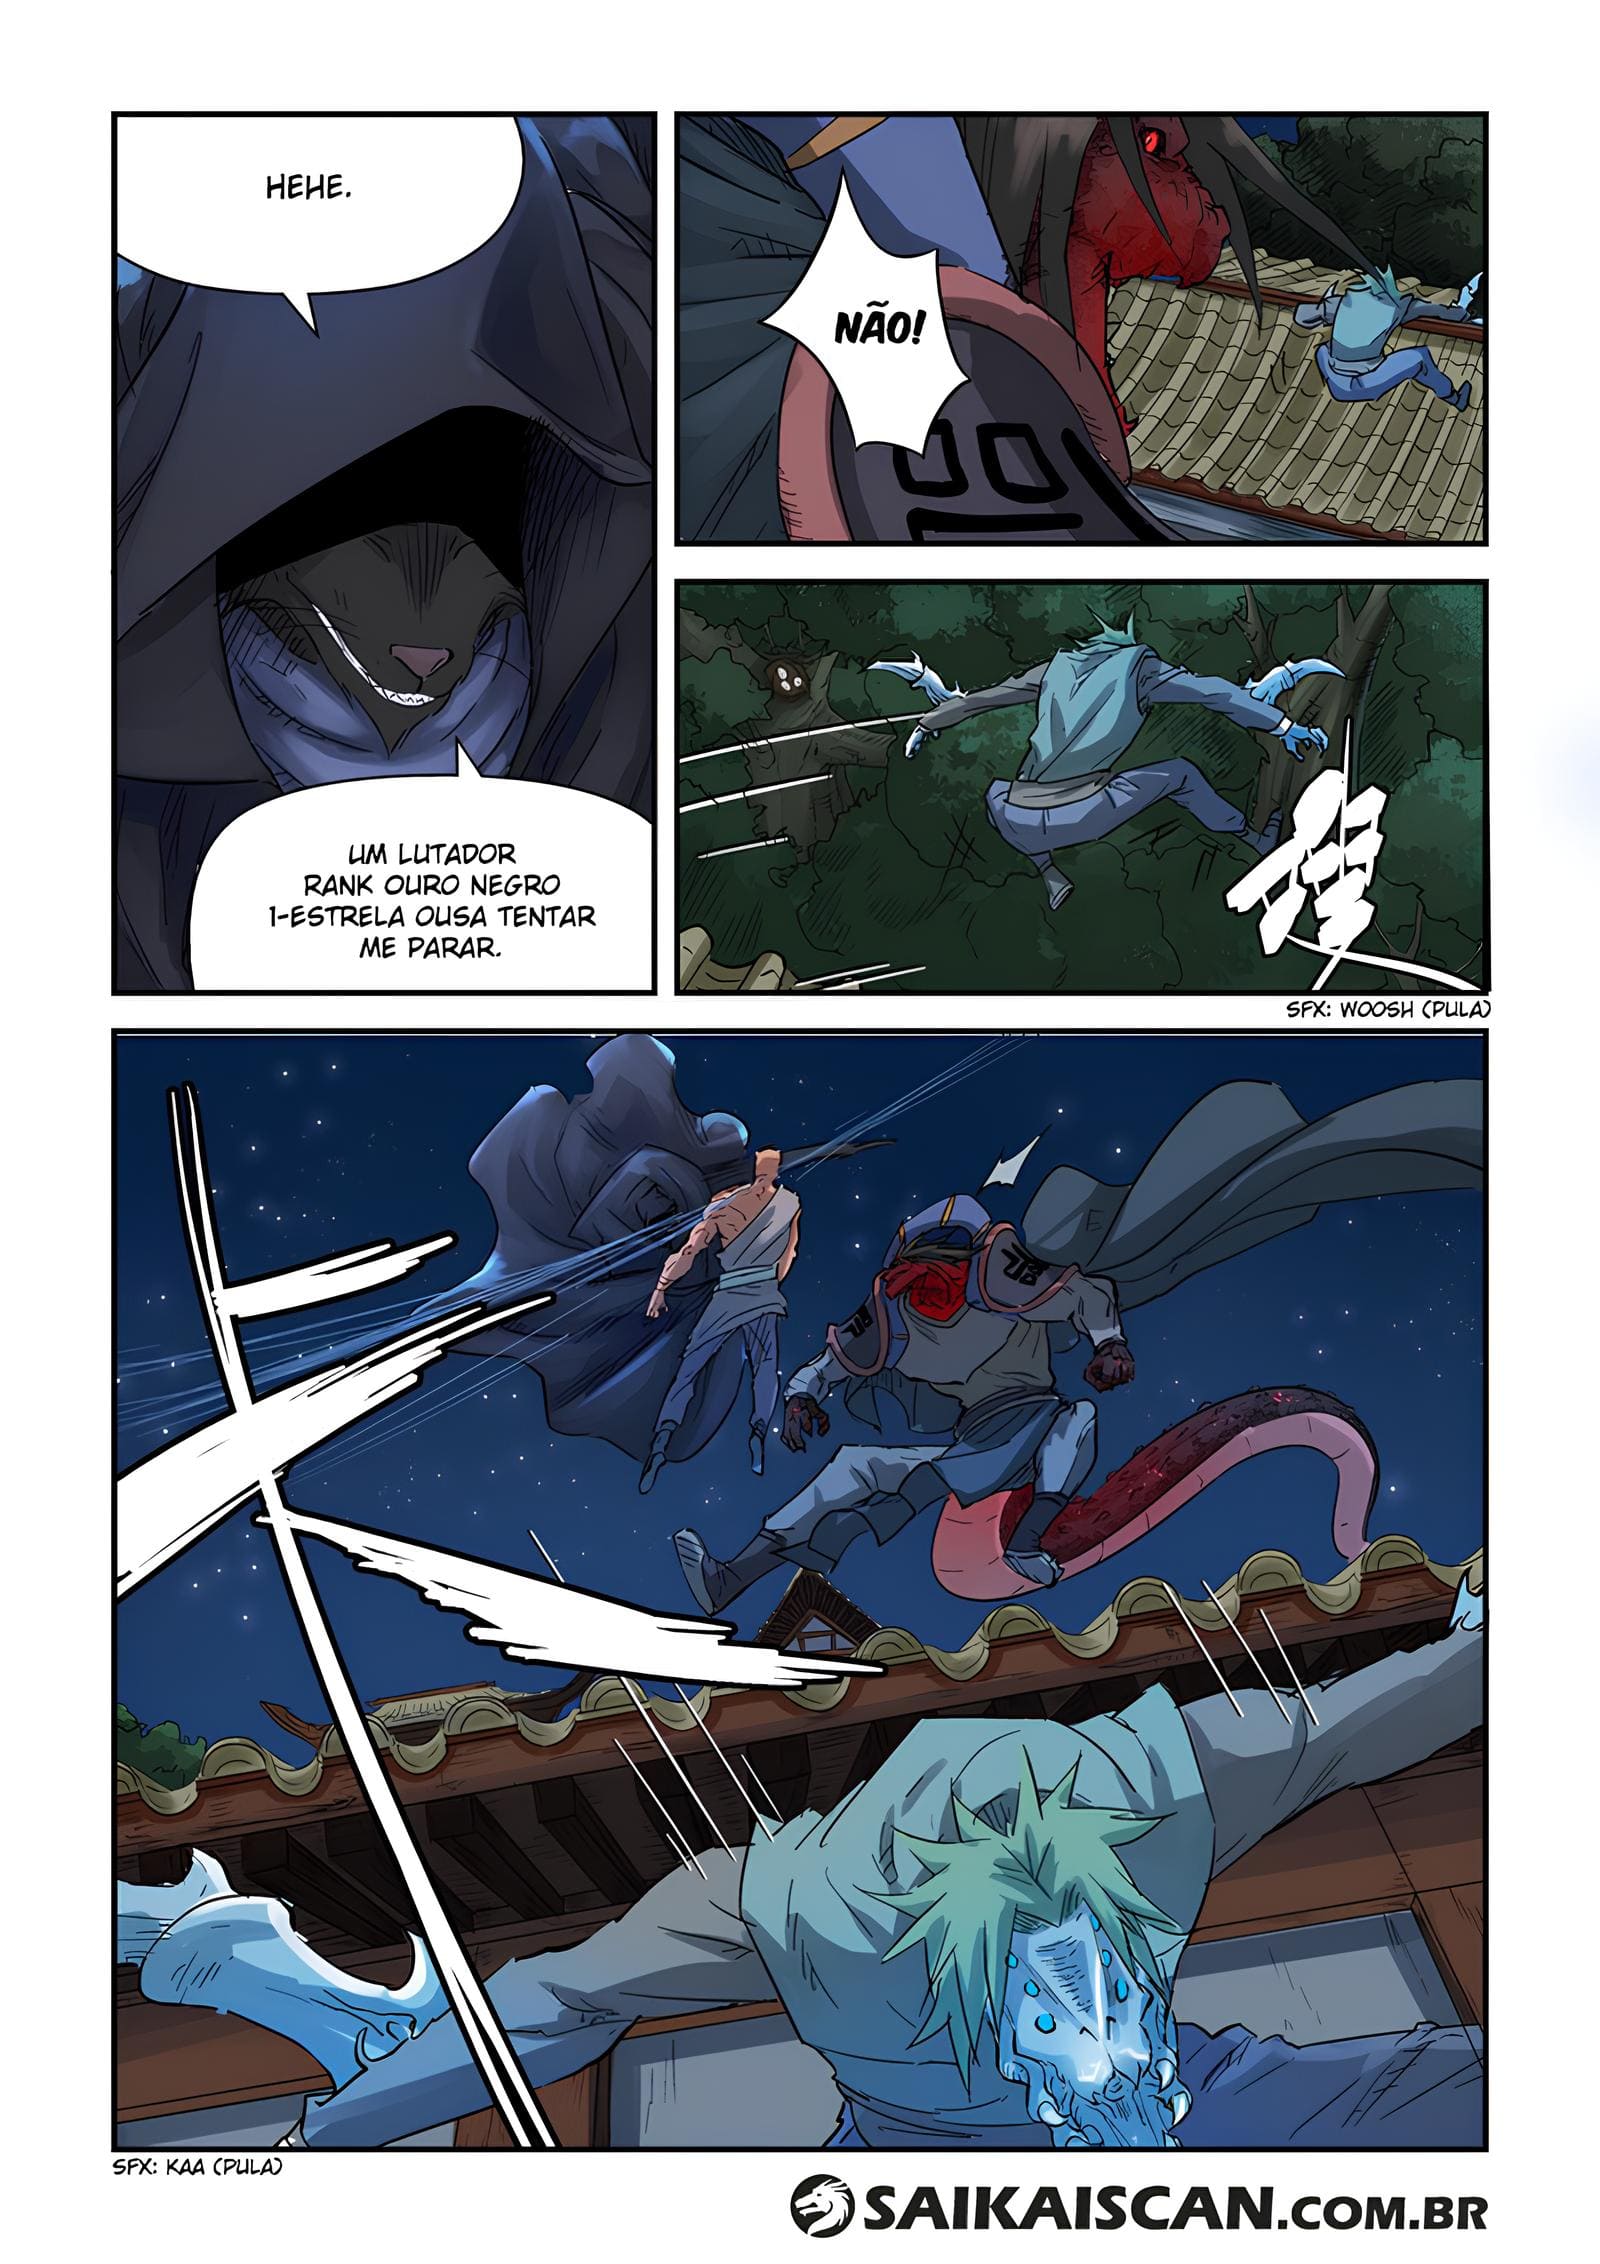 HEHE.
NÃO!
UM LUTADOR
RANK OURO NEGRO
1-ESTRELA OUSA TENTAR
ME PARAR.
SFX: WOOSH (PULA)
SFX: KAA (PULA)
SAIKAISCAN.COM.BR